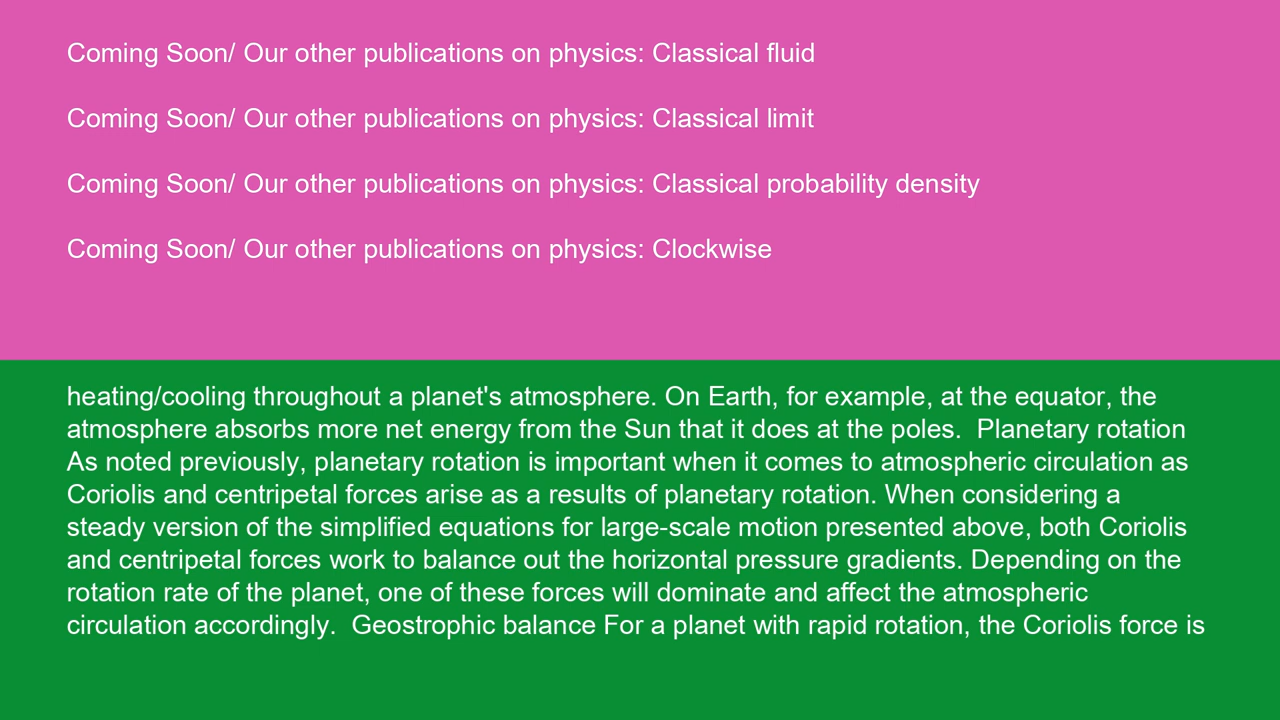 Coming Soon/ Our other publications on physics: Classical fluid
Coming Soon/ Our other publications on physics: Classical limit
Coming Soon/ Our other publications on physics: Classical probability density
Coming Soon/ Our other publications on physics: Clockwise
heating/cooling throughout a planet's atmosphere. On Earth, for example, at the equator, the
atmosphere absorbs more net energy from the Sun that it does at the poles.  Planetary rotation
As noted previously, planetary rotation is important when it comes to atmospheric circulation as
Coriolis and centripetal forces arise as a results of planetary rotation. When considering a
steady version of the simplified equations for large-scale motion presented above, both Coriolis
and centripetal forces work to balance out the horizontal pressure gradients. Depending on the
rotation rate of the planet, one of these forces will dominate and affect the atmospheric
circulation accordingly.  Geostrophic balance For a planet with rapid rotation, the Coriolis force is